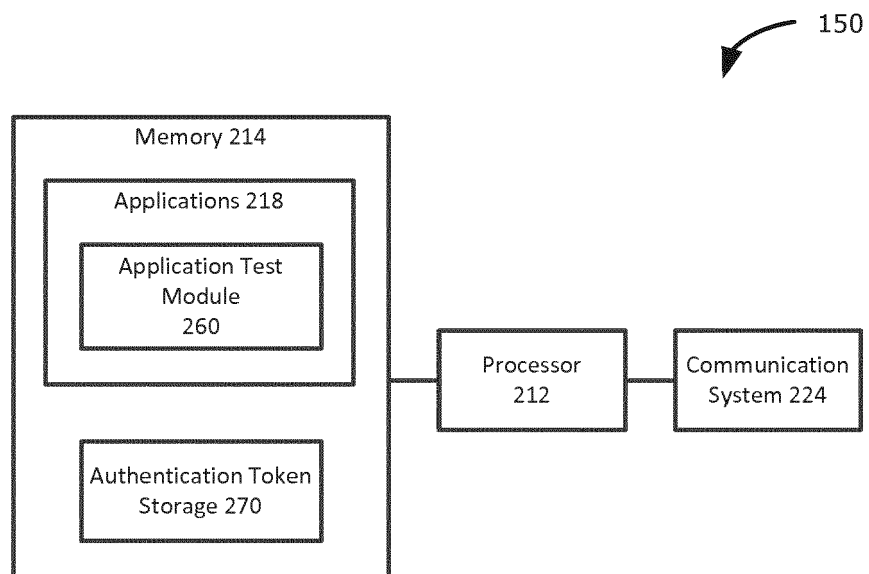 150
Memory 214
Applications 218
Application Test
Module
260
Processor
212
Communication
System 224
Authentication Token
Storage 270